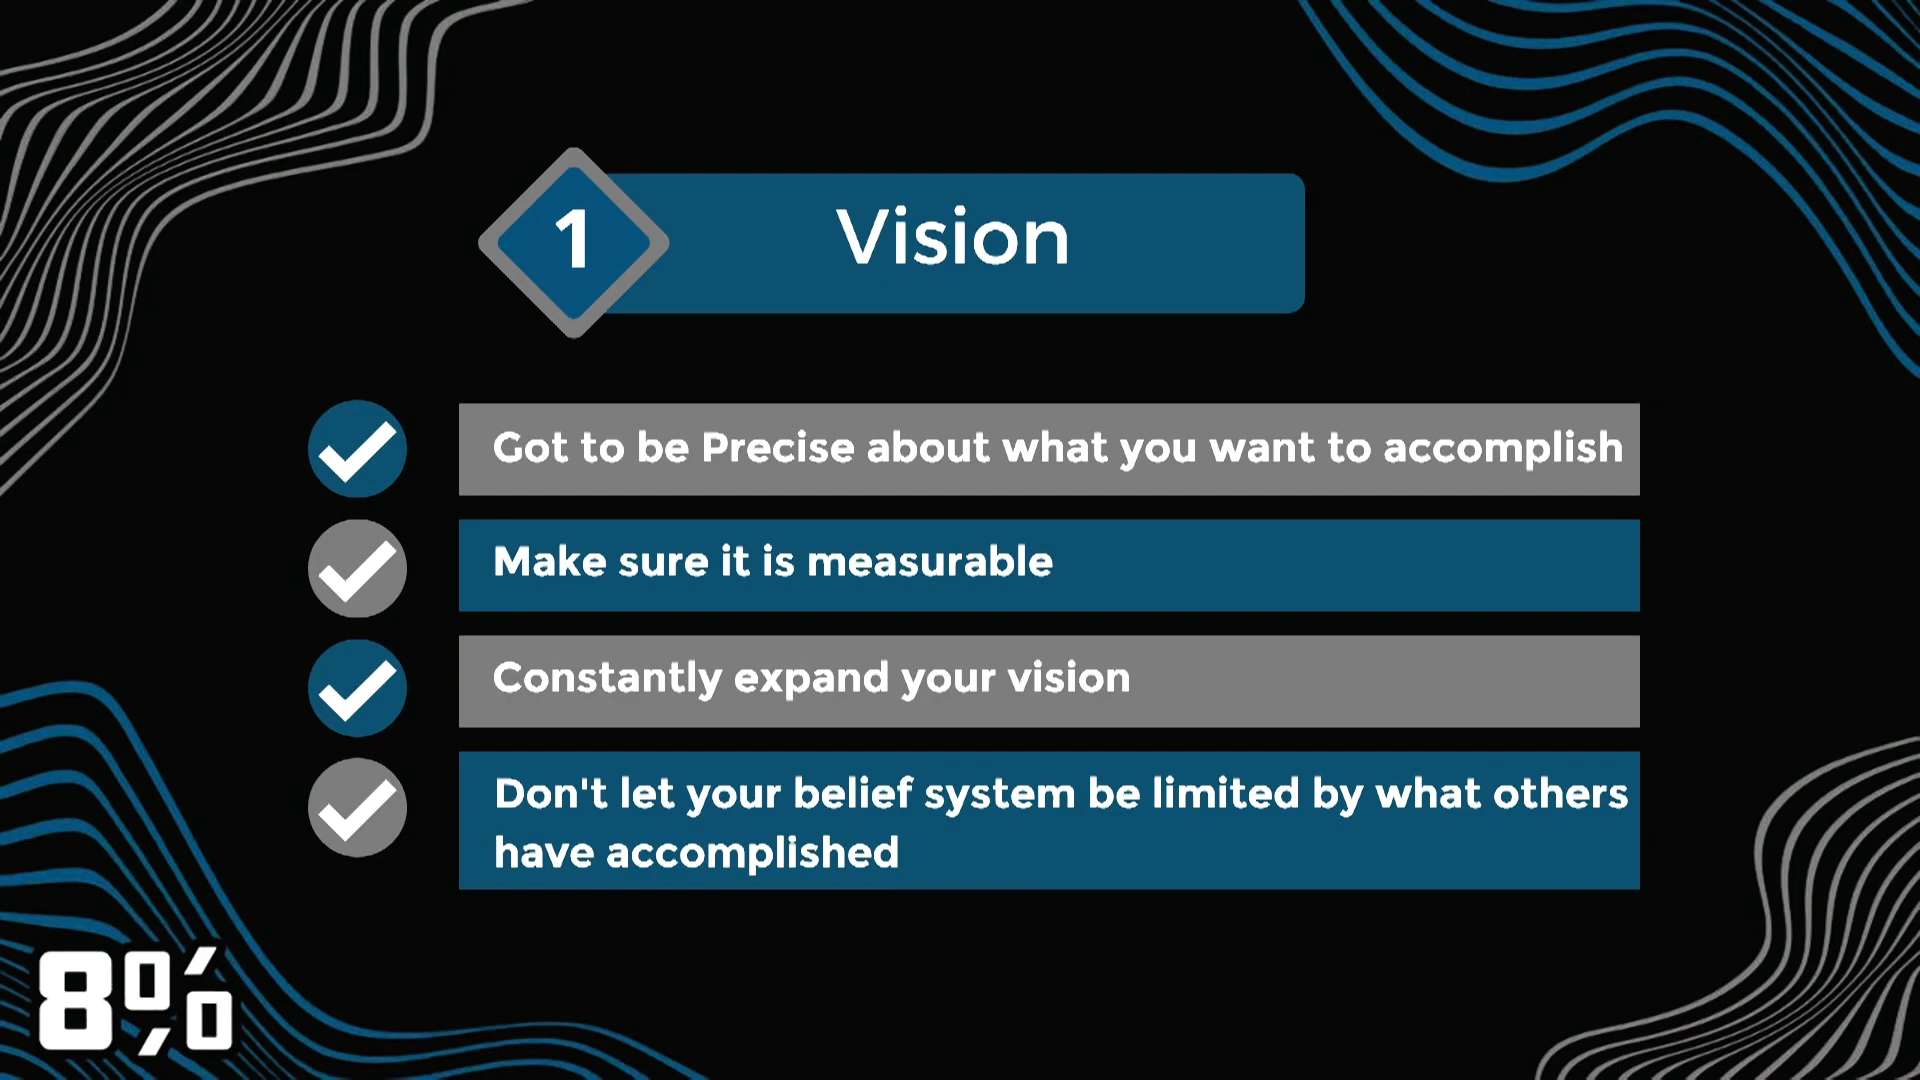 1
Vision
Got to be Precise about what you want to accomplish
Make sure it is measurable
Constantly expand your vision
Don't let your belief system be limited by what others
have accomplished
8%